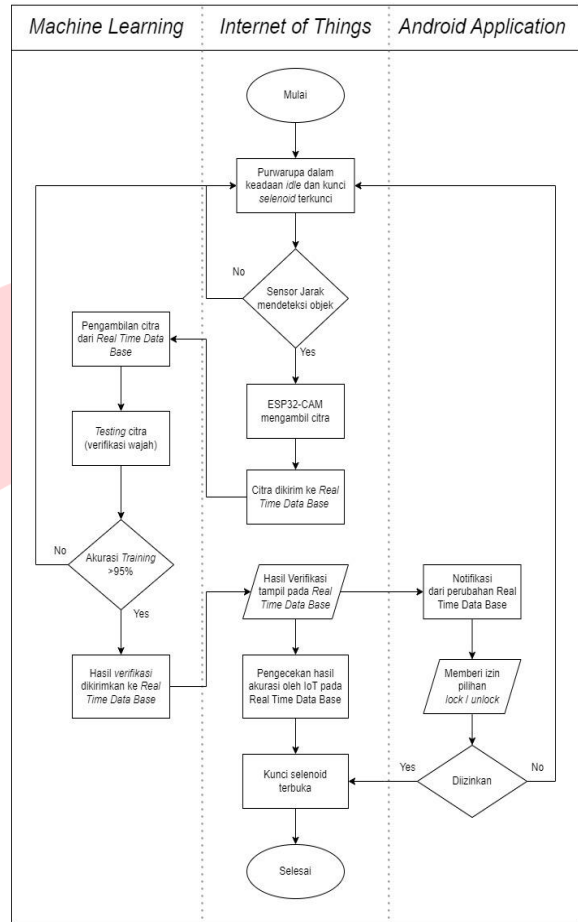 Machine Learning
Internet of Things
Android Application
Mulai
Purwarupa dalam
keadaan idle dan kunci
selenoid terkunci
No
Sensor Jarak
mendeteksi objek
Yes
ESP32-CAM
mengambil citra
Citra dikirim ke Real
Time Data Base
Pengambilan citra
dari Real Time Data
Base
Testing citra
(verifikasi wajah)
No
Akurasi Training
>95%
Yes
Hasil verifikasi
dikirimkan ke Real
Time Data Base
Hasil Verifikasi
tampil pada Real
Time Data Base
Notifikasi
dari perubahan Real
Time Data Base
Pengecekan hasil
akurasi oleh IoT pada
Real Time Data Base
Memberi izin
pilihan
lock / unlock
Diizinkan
Yes
No
Kunci selenoid
terbuka
Selesai